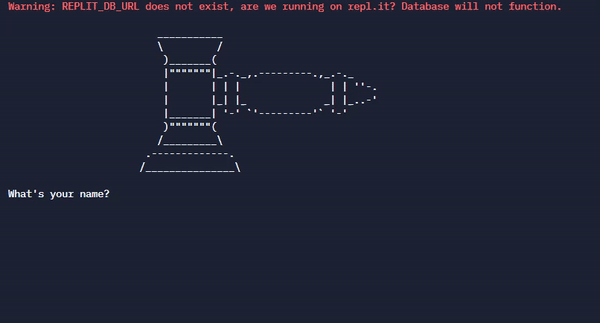 Warning: REPLIT_DB_URL does not exist, are we running on repl.it? Database will not function.
What's your name?